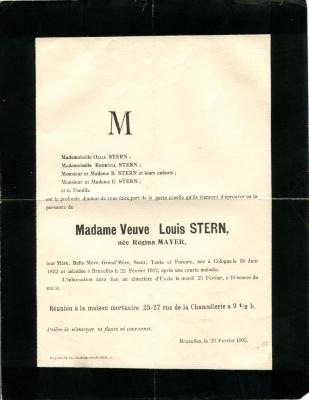 M
Mademoiselle OLGA STERN ;
Mademoiselle REBECCA STERN ;
Monsieur et Madame B. STERN et leurs enfants ;
Monsieur et Madame E. STERN ;
et la Famille
ont la profonde douleur de vous faire part de la perte cruelle qu'ils viennent d'éprouver en la
personne de
Madame Veuve Louis STERN,
née Régina MAYER,
leur Mère, Belle-Mère, Grand'Mère, Sœur, Tante et Parente, née à Cologne le 18 Juin
1822 et décédée à Bruxelles le 22 Février 1902, après une courte maladie.
L'inhumation aura lieu au cimetière d'Uccle le mardi 25 Février, à 10 heures du
matin.
Réunion à la maison mortuaire 25-27 rue de la Chancellerie à 9 1/2 h.
Prière de n'envoyer ni fleurs ni couronnes.
Bruxelles, le 23 Février 1902.